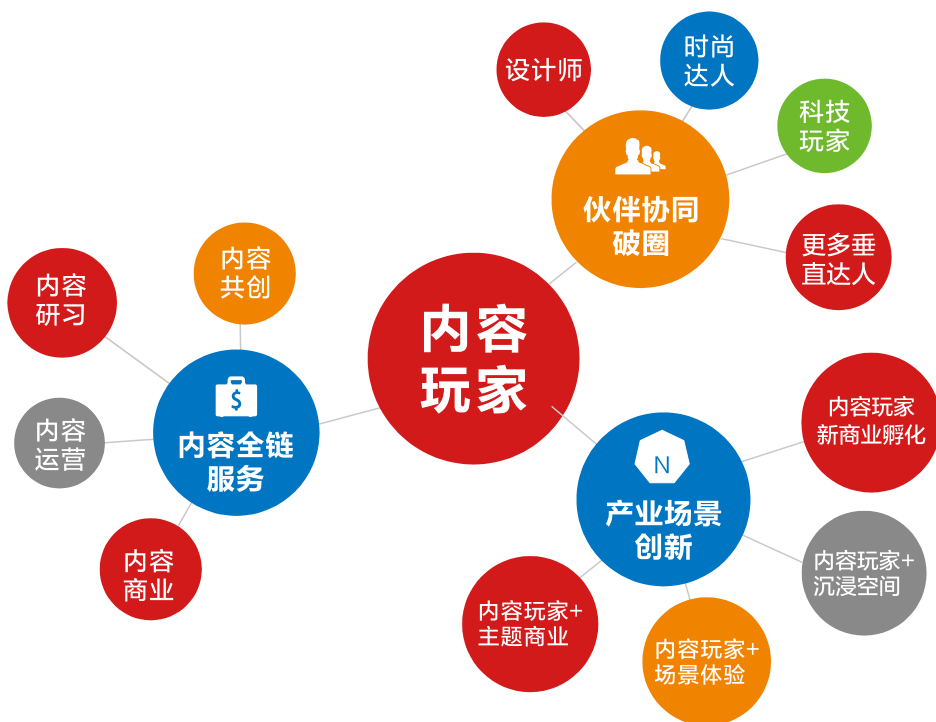 内容
玩家
伙伴协同
破圈
设计师
时尚
达人
科技
玩家
更多垂
直达人
内容全链
服务
$
内容
共创
内容
研习
内容
运营
内容
商业
N
产业场景
创新
内容玩家
新商业孵化
内容玩家+
沉浸空间
内容玩家+
场景体验
内容玩家+
主题商业